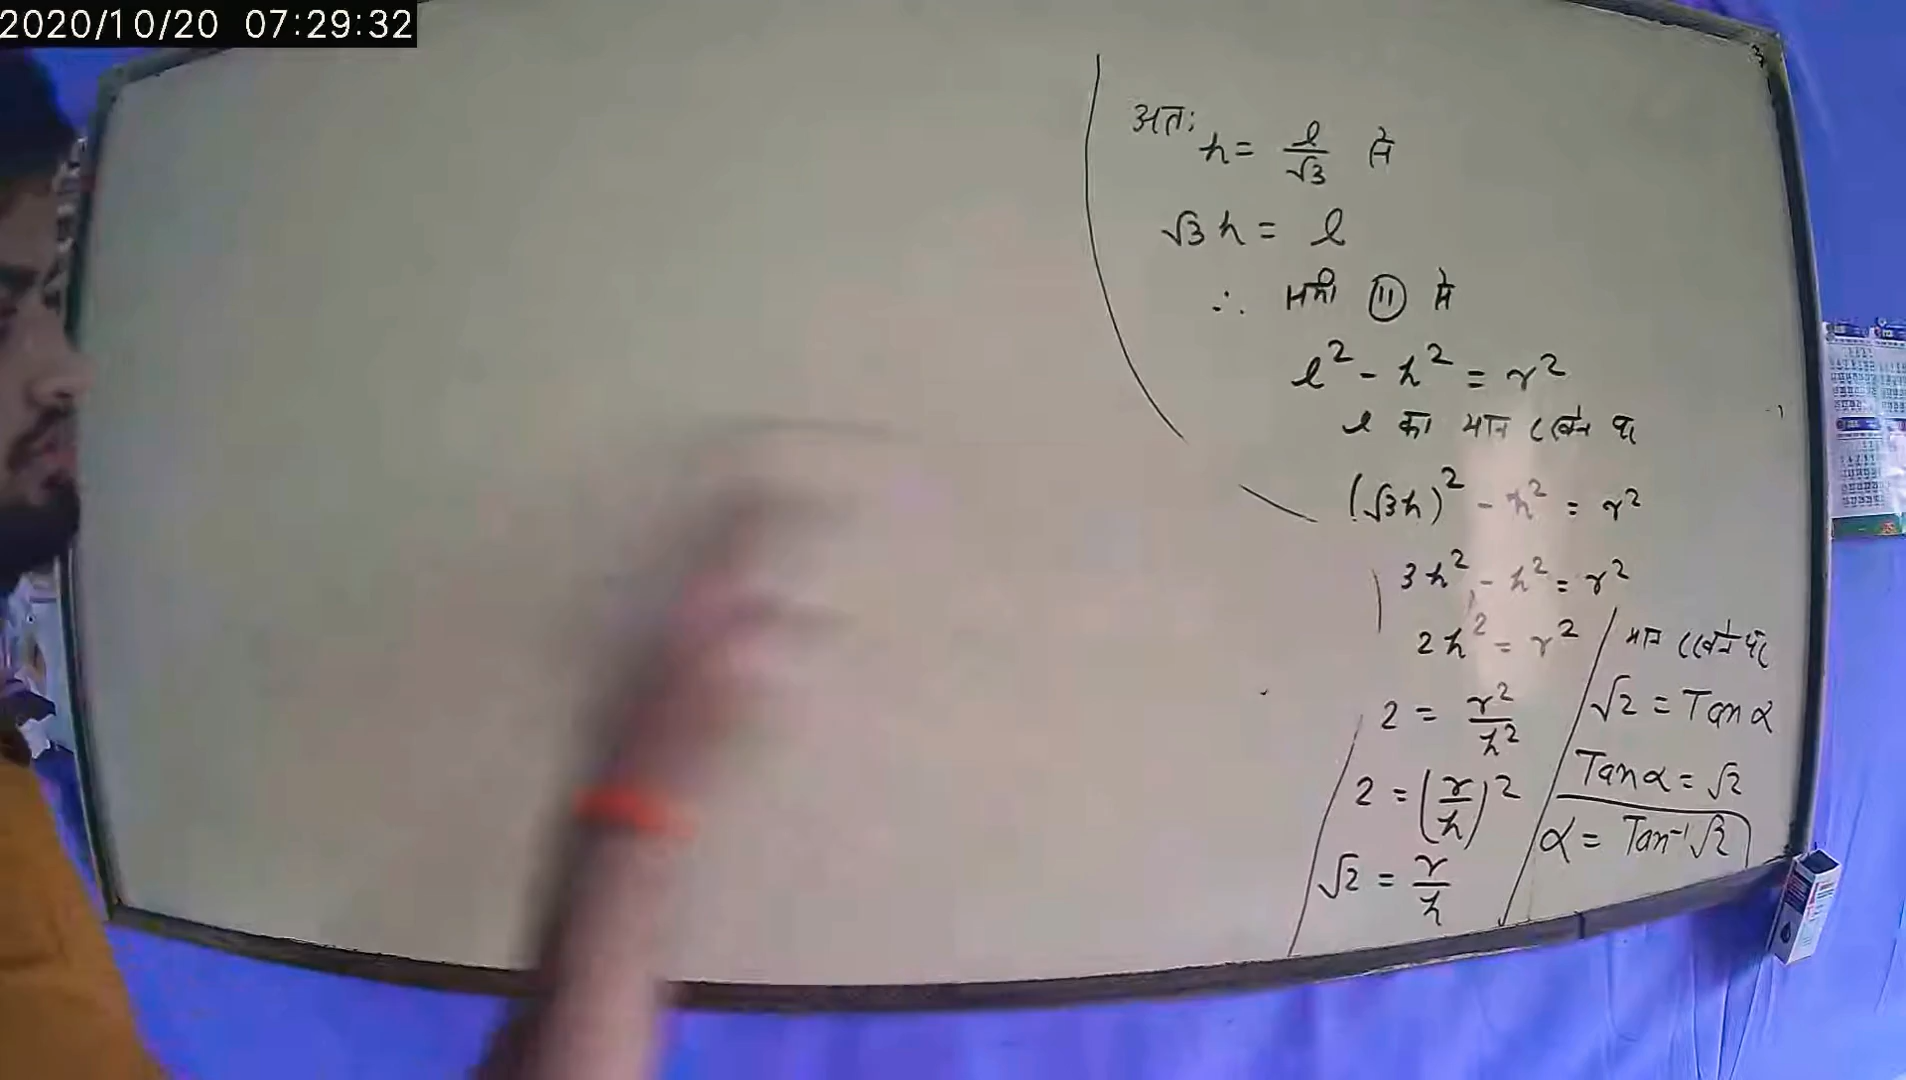 2020/10/20 07:29:32
अतः
h = l/√3 से
√3 h = l
∴ समी (II) से
l² - h² = r²
l का मान रखने पर
(√3h)² - h² = r²
3h² - h² = r²
2h² = r²
2 = r²/h²
2 = (r/h)²
√2 = r/h
मान रखने पर
√2 = Tan α
Tan α = √2
α = Tan⁻¹√2